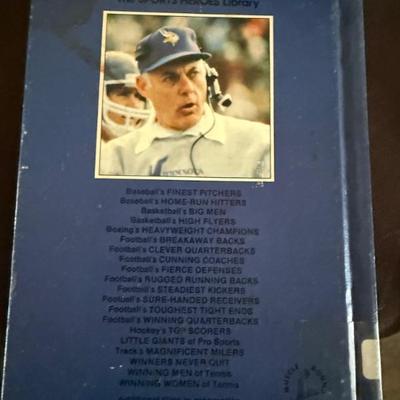 The SPORTS HEROES Library
Baseball's FINEST PITCHERS
Baseball's HOME-RUN HITTERS
Basketball's BIG MEN
Basketball's HIGH FLYERS
Boxing's HEAVYWEIGHT CHAMPIONS
Football's BREAKAWAY BACKS
Football's CLEVER QUARTERBACKS
Football's CUNNING COACHES
Football's FIERCE DEFENSES
Football's RUGGED RUNNING BACKS
Football's STEADIEST KICKERS
Football's SURE-HANDED RECEIVERS
Football's TOUGHEST TIGHT ENDS
Football's WINNING QUARTERBACKS
Hockey's TOP SCORERS
LITTLE GIANTS of Pro Sports
Track's MAGNIFICENT MILERS
WINNERS NEVER QUIT
WINNING MEN of Tennis
WINNING WOMEN of Tennis
MUSCLE BOUND